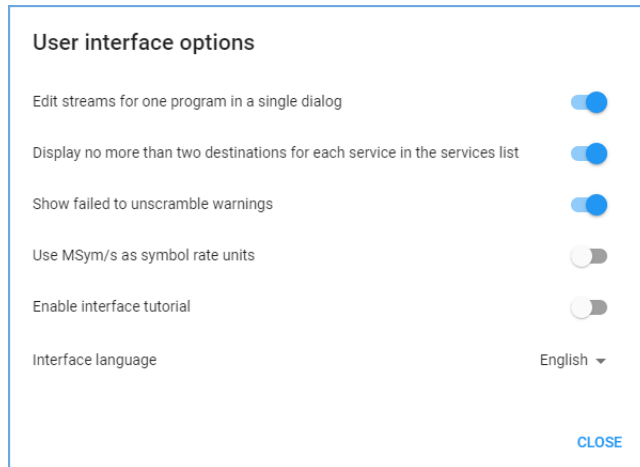 User interface options
Edit streams for one program in a single dialog
Display no more than two destinations for each service in the services list
Show failed to unscramble warnings
Use MSym/s as symbol rate units
Enable interface tutorial
Interface language English
CLOSE